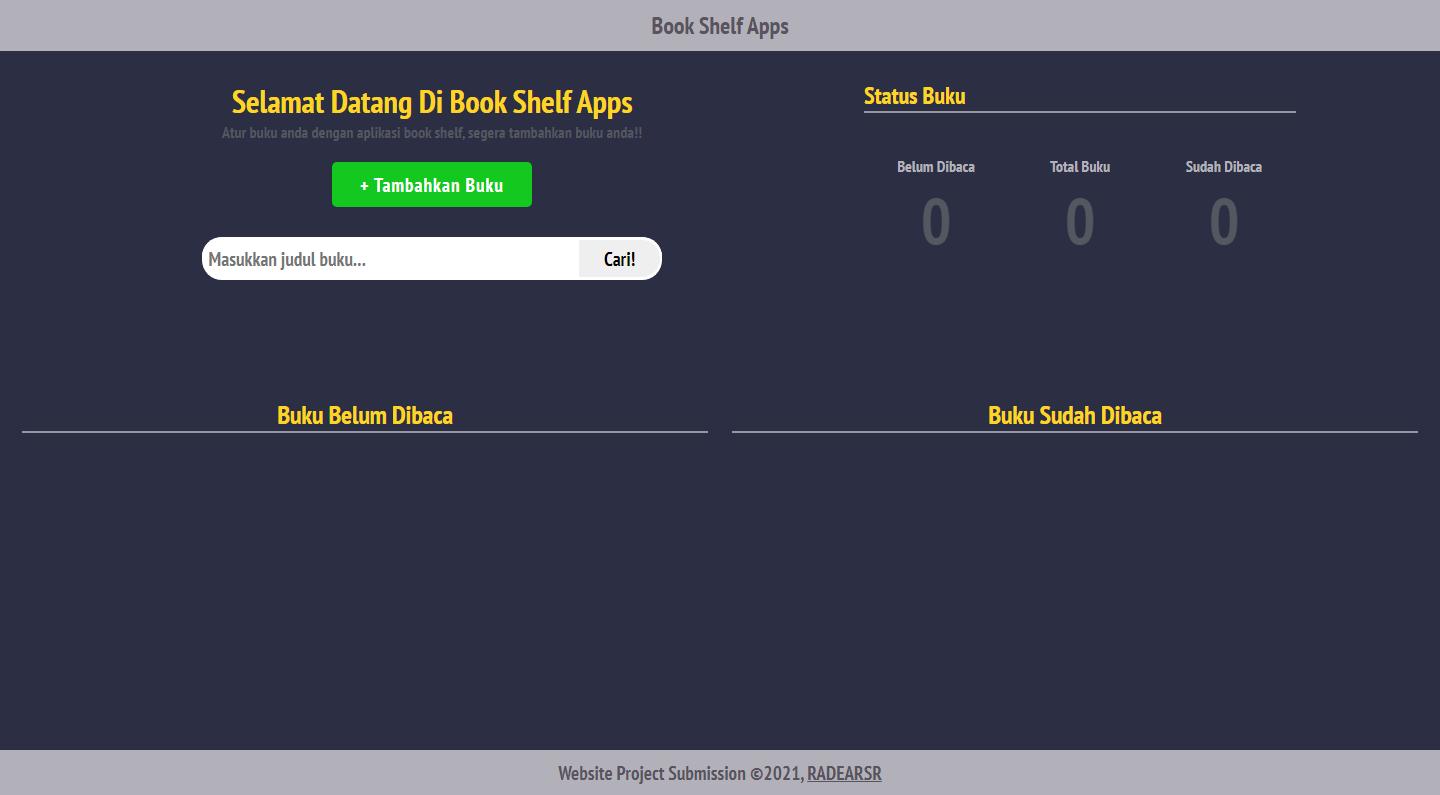 Book Shelf Apps
Selamat Datang Di Book Shelf Apps
Atur buku anda dengan aplikasi book shelf, segera tambahkan buku anda!!
+ Tambahkan Buku
Masukkan judul buku...
Cari!
Status Buku
Belum Dibaca
Total Buku
Sudah Dibaca
0
0
0
Buku Belum Dibaca
Buku Sudah Dibaca
Website Project Submission ©2021, RADEARSR